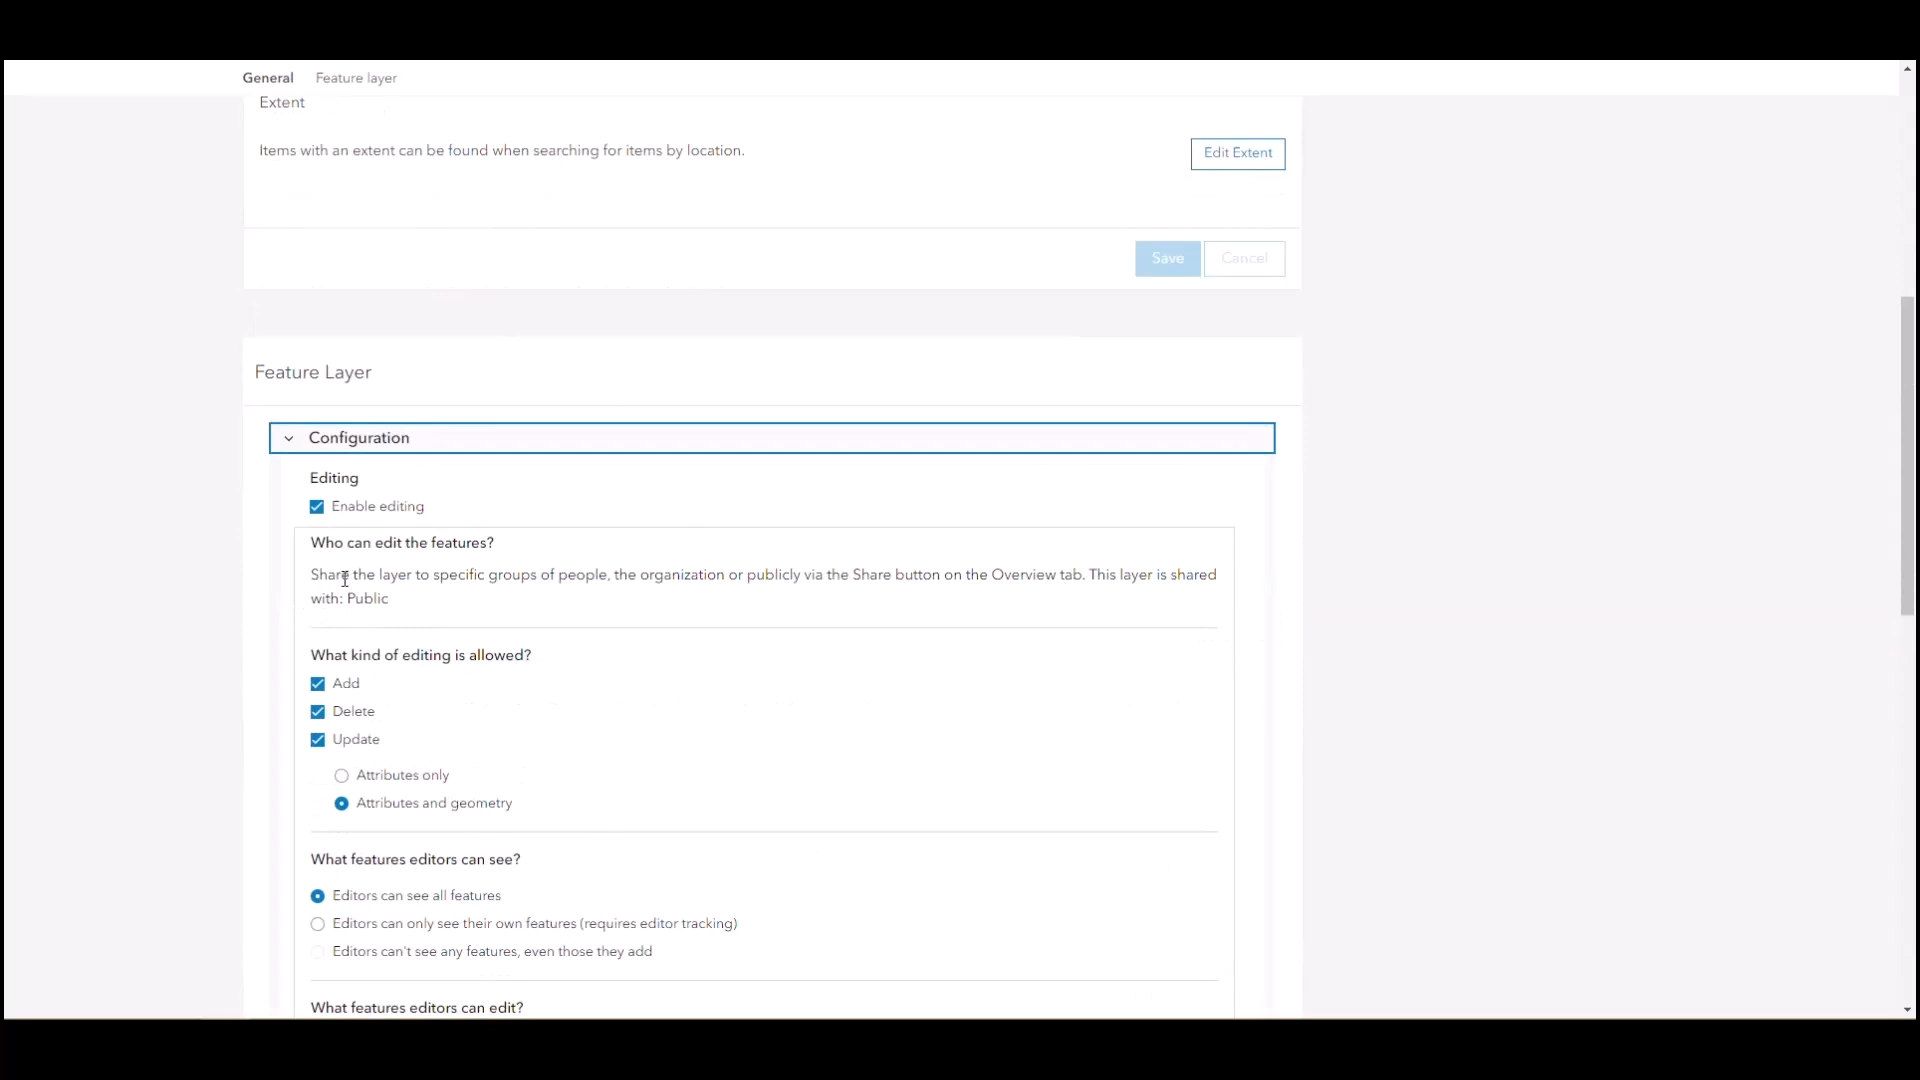 General Feature layer
Extent
Items with an extent can be found when searching for items by location.
Edit Extent
Save Cancel
Feature Layer
Configuration
Editing
Enable editing
Who can edit the features?
Share the layer to specific groups of people, the organization or publicly via the Share button on the Overview tab. This layer is shared
with: Public
What kind of editing is allowed?
Add
Delete
Update
Attributes only
Attributes and geometry
What features editors can see?
Editors can see all features
Editors can only see their own features (requires editor tracking)
Editors can't see any features, even those they add
What features editors can edit?